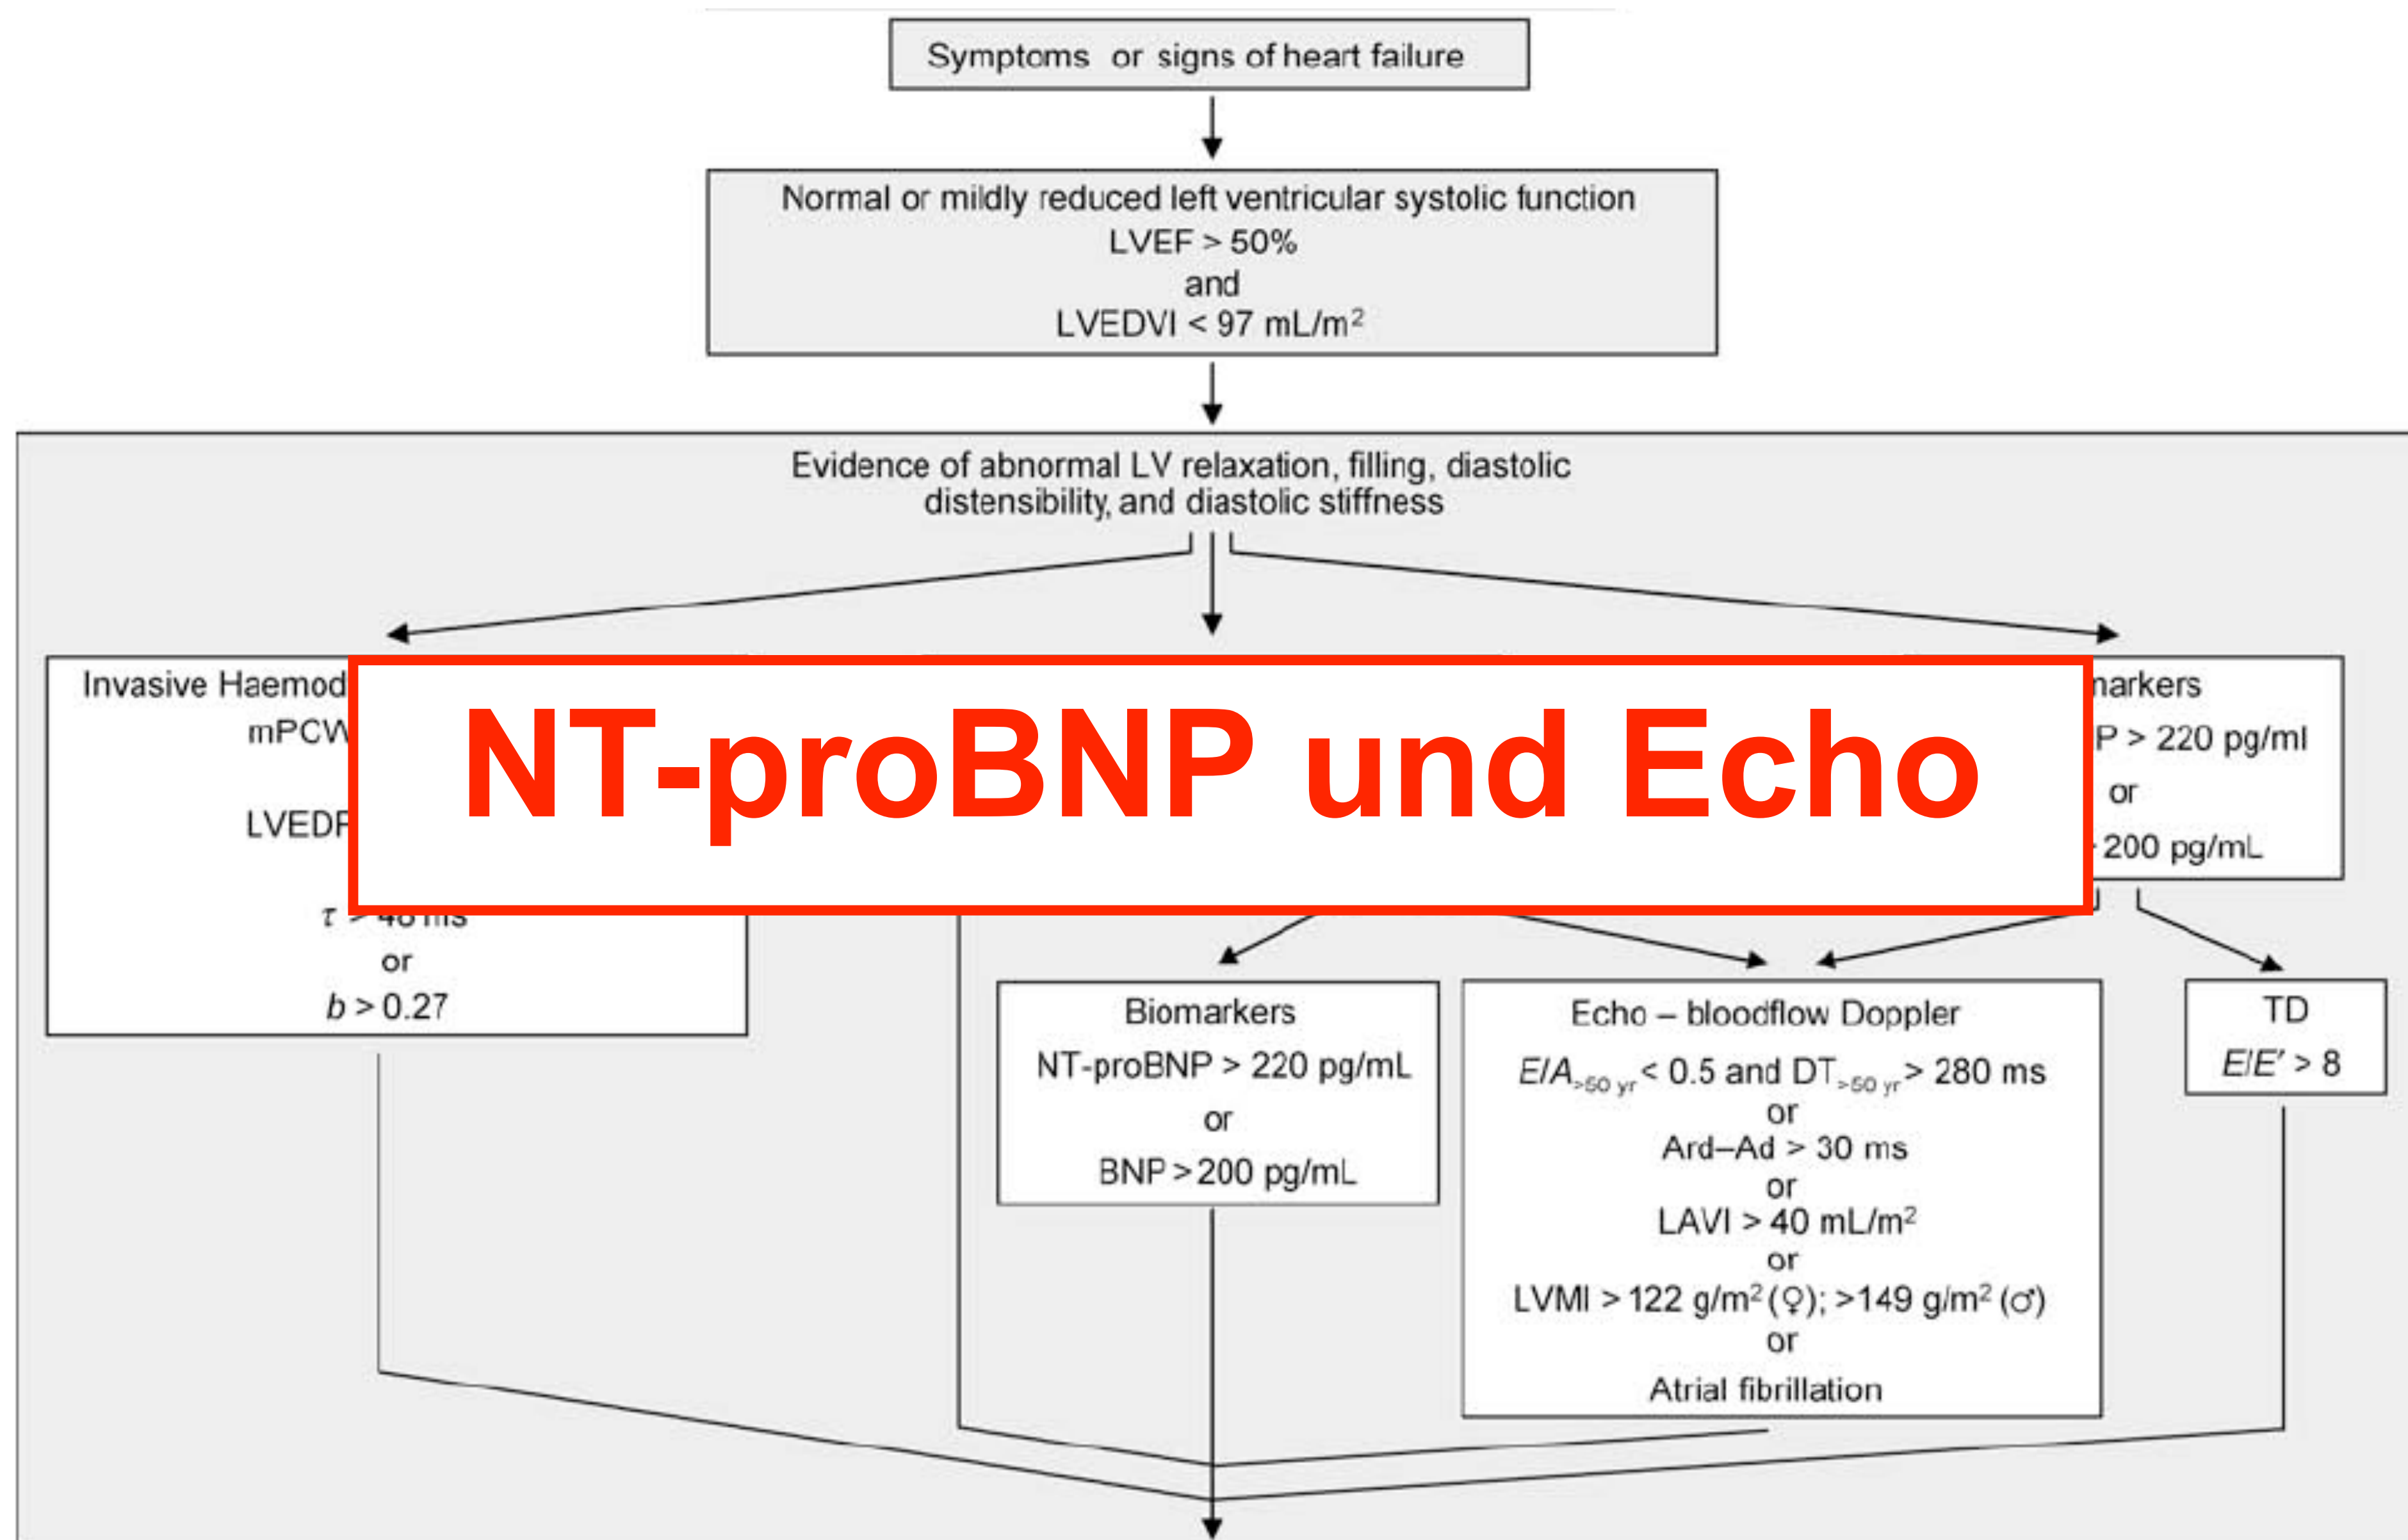 Symptoms or signs of heart failure
Normal or mildly reduced left ventricular systolic function
LVEF > 50%
and
LVEDVI < 97 mL/m²
Evidence of abnormal LV relaxation, filling, diastolic
distensibility, and diastolic stiffness
Invasive Haemod
mPCW
LVEDP
τ > 48 ms
or
b > 0.27
NT-proBNP und Echo
markers
P > 220 pg/ml
or
200 pg/mL
Biomarkers
NT-proBNP > 220 pg/mL
or
BNP > 200 pg/mL
Echo – bloodflow Doppler
E/A>50 yr < 0.5 and DT>50 yr > 280 ms
or
Ard–Ad > 30 ms
or
LAVI > 40 mL/m²
or
LVMI > 122 g/m² (♀); >149 g/m² (♂)
or
Atrial fibrillation
TD
E/E' > 8